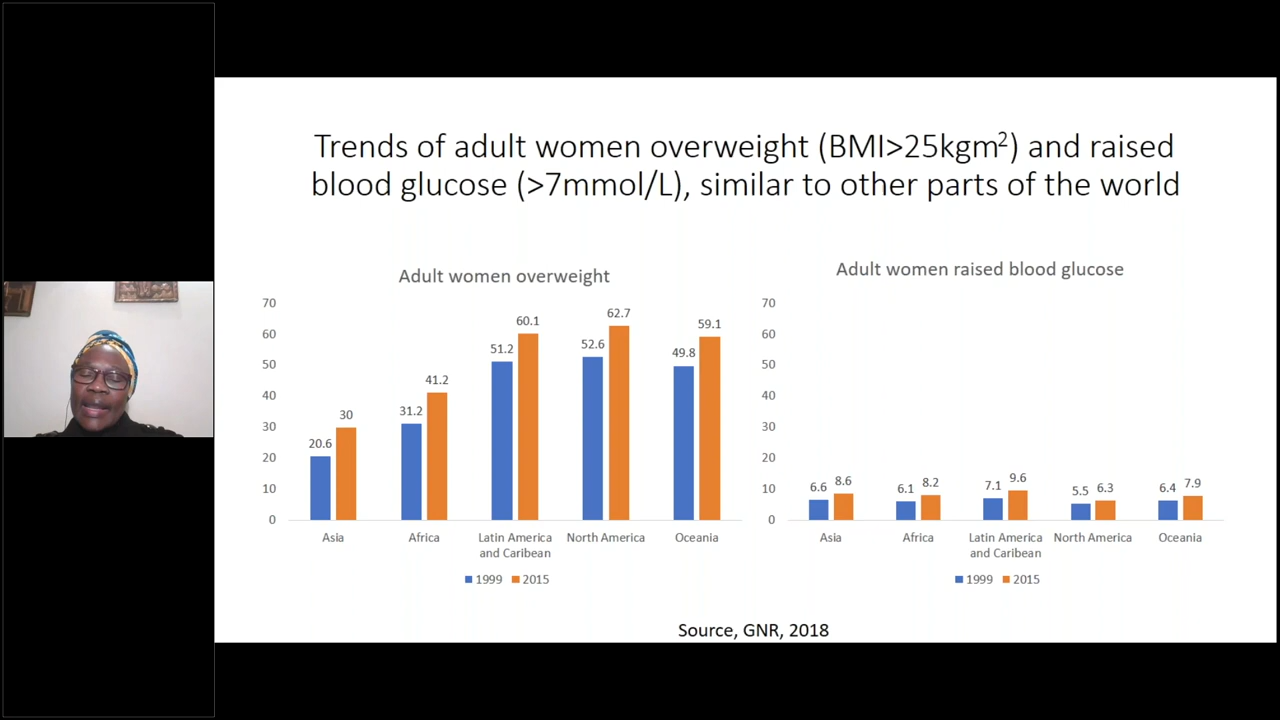 Trends of adult women overweight (BMI>25kgm²) and raised
blood glucose (>7mmol/L), similar to other parts of the world
Adult women overweight
70
60
50
40
30
20
10
0
20.6
30
31.2
41.2
51.2
60.1
52.6
62.7
49.8
59.1
Asia
Africa
Latin America
and Caribean
North America
Oceania
1999
2015
Adult women raised blood glucose
70
60
50
40
30
20
10
0
6.6
8.6
6.1
8.2
7.1
9.6
5.5
6.3
6.4
7.9
Asia
Africa
Latin America
and Caribean
North America
Oceania
1999
2015
Source, GNR, 2018